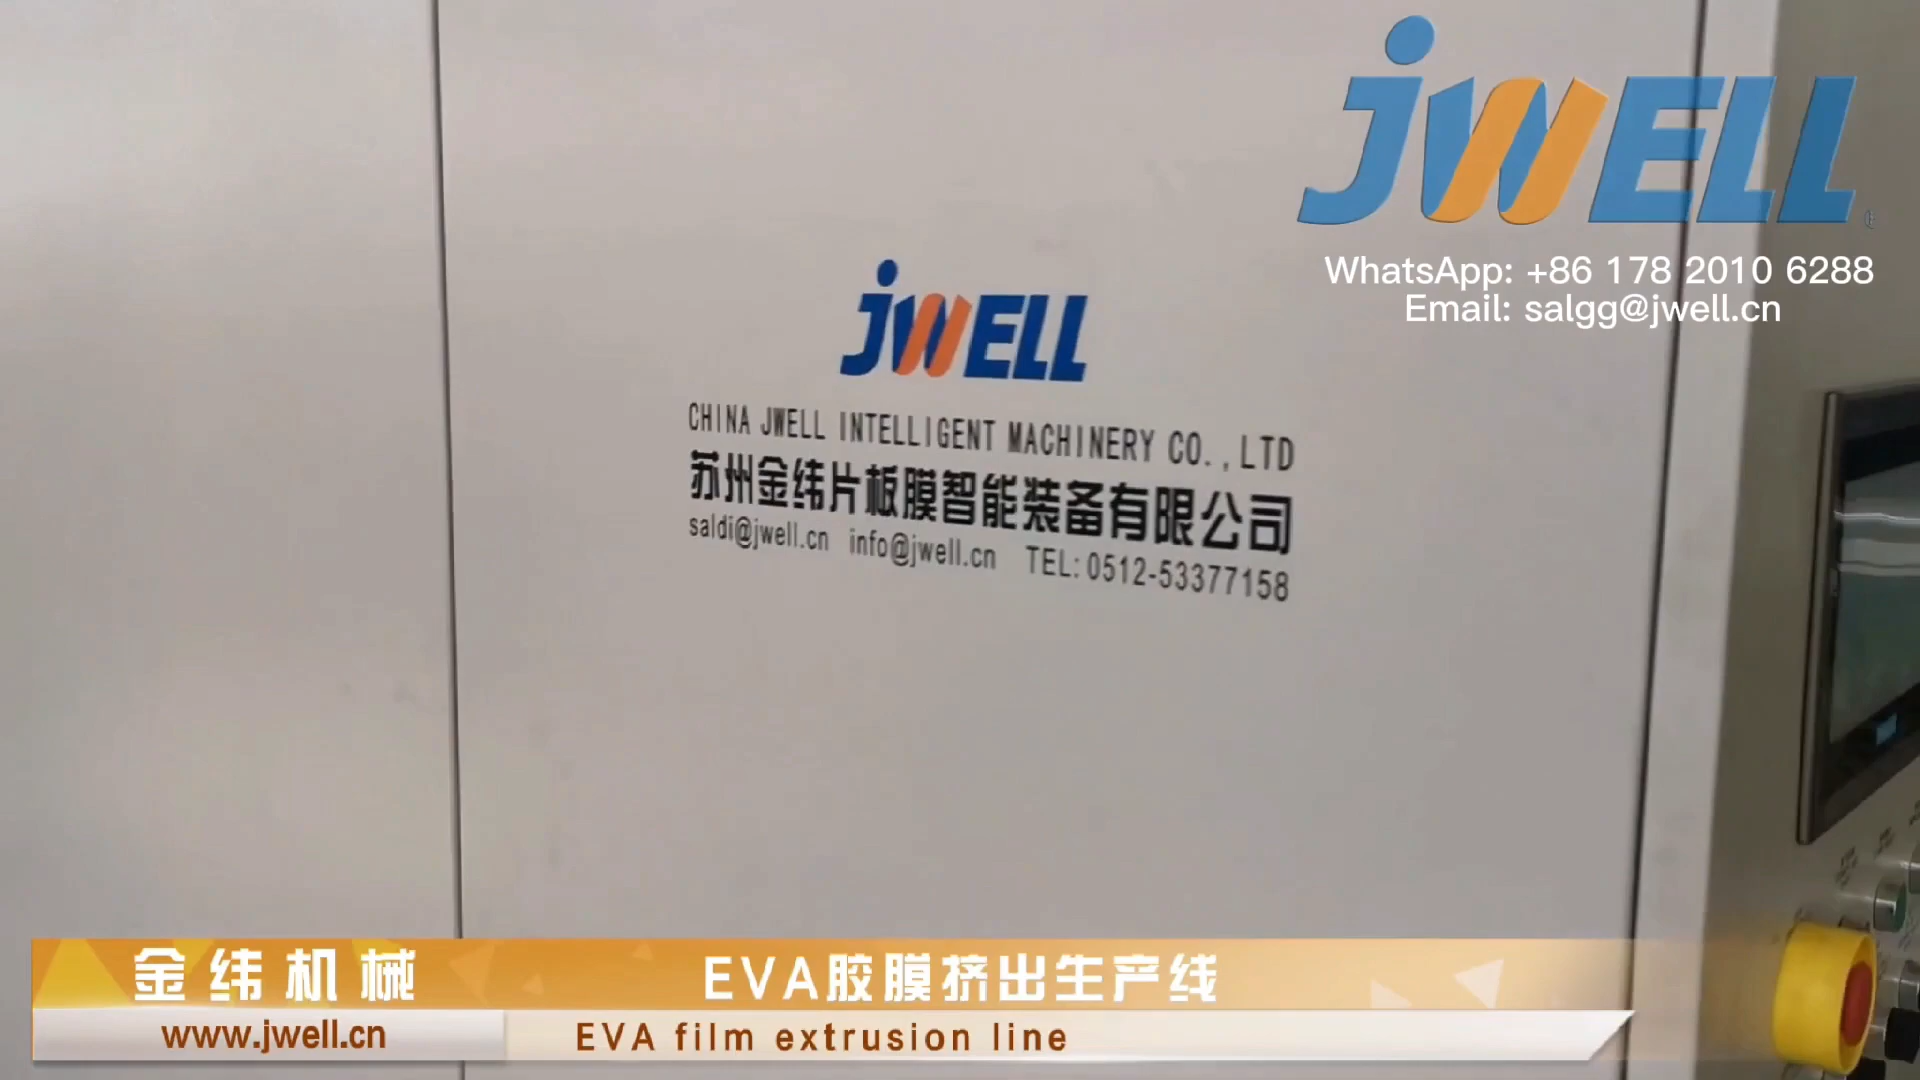 JWELL
WhatsApp: +86 178 2010 6288
Email: salgg@jwell.cn
JWELL
CHINA JWELL INTELLIGENT MACHINERY CO.,LTD
苏州金纬片板膜智能装备有限公司
saldi@jwell.cn info@jwell.cn TEL:0512-53377158
金纬机械
EVA胶膜挤出生产线
www.jwell.cn
EVA film extrusion line